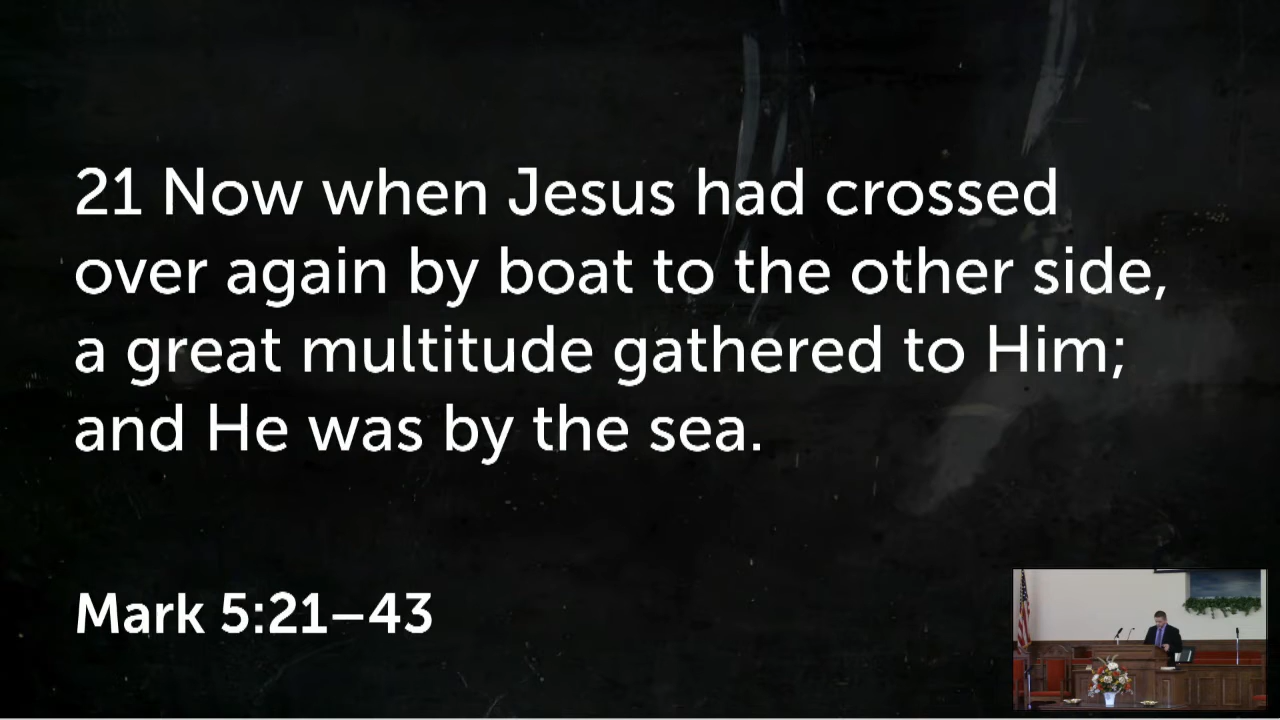 21 Now when Jesus had crossed
over again by boat to the other side,
a great multitude gathered to Him;
and He was by the sea.
Mark 5:21–43